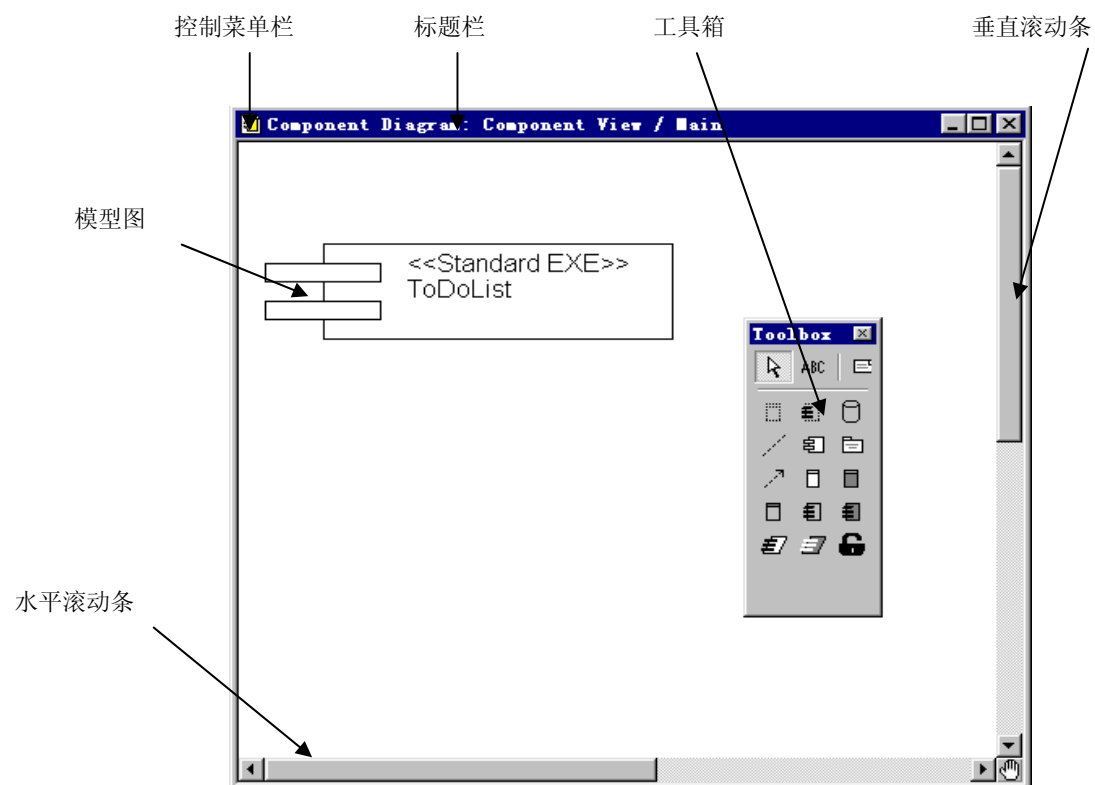 控制菜单栏
标题栏
工具箱
垂直滚动条
Component Diagram: Component View / Main
模型图
<<Standard EXE>>
ToDoList
Toolbox
ABC
水平滚动条